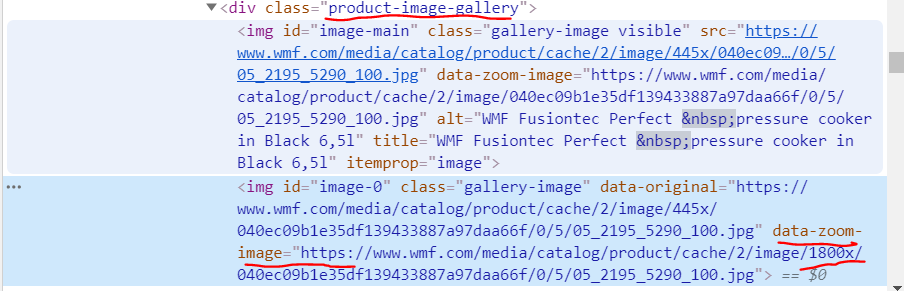 ▼<div class="product-image-gallery">
<img id="image-main" class="gallery-image visible" src="https://
www.wmf.com/media/catalog/product/cache/2/image/445x/040ec09…/0/5/
05_2195_5290_100.jpg" data-zoom-image="https://www.wmf.com/media/
catalog/product/cache/2/image/040ec09b1e35df139433887a97daa66f/0/5/
05_2195_5290_100.jpg" alt="WMF Fusiontec Perfect &nbsp;pressure cooker
in Black 6,5l" title="WMF Fusiontec Perfect &nbsp;pressure cooker in
Black 6,5l" itemprop="image">
<img id="image-0" class="gallery-image" data-original="https://
www.wmf.com/media/catalog/product/cache/2/image/445x/
040ec09b1e35df139433887a97daa66f/0/5/05_2195_5290_100.jpg" data-zoom-
image="https://www.wmf.com/media/catalog/product/cache/2/image/1800x/
040ec09b1e35df139433887a97daa66f/0/5/05_2195_5290_100.jpg"> == $0